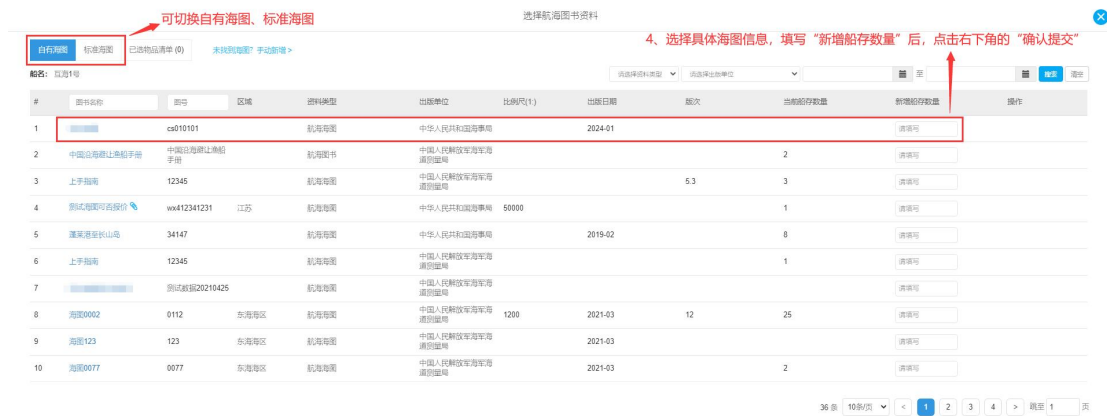 可切换自有海图、标准海图
选择航海图书资料
自有海图 标准海图 已选物品清单 (0) 未找到海图? 手动新增 >
4、选择具体海图信息，填写“新增船存数量”后，点击右下角的“确认提交”
船名: 互海1号 请选择资料类型 请选择出版单位 至 搜索 清空
# 图书名称 图号 区域 资料类型 出版单位 比例尺(1:) 出版日期 版次 当前船存数量 新增船存数量 操作
1 cs010101 航海海图 中华人民共和国海事局 2024-01 请填写
2 中国沿海避让渔船手册 中国沿海避让渔船
手册 航海图书 中国人民解放军海军海
道测量局 2 请填写
3 上手指南 12345 航海海图 中国人民解放军海军海
道测量局 5.3 3 请填写
4 测试海图可否报价 wx412341231 江苏 航海海图 中华人民共和国海事局 50000 1 请填写
5 蓬莱港至长山岛 34147 航海海图 中华人民共和国海事局 2019-02 8 请填写
6 上手指南 12345 航海海图 中国人民解放军海军海
道测量局 1 请填写
7 测试数据20210425 航海海图 中国人民解放军海军海
道测量局 请填写
8 海图0002 0112 东海海区 航海海图 中国人民解放军海军海
道测量局 1200 2021-03 12 25 请填写
9 海图123 123 东海海区 航海海图 中国人民解放军海军海
道测量局 2021-03 请填写
10 海图0077 0077 东海海区 航海海图 中国人民解放军海军海
道测量局 2021-03 2 请填写
36 条 10条/页 < 1 2 3 4 > 跳至 1 页